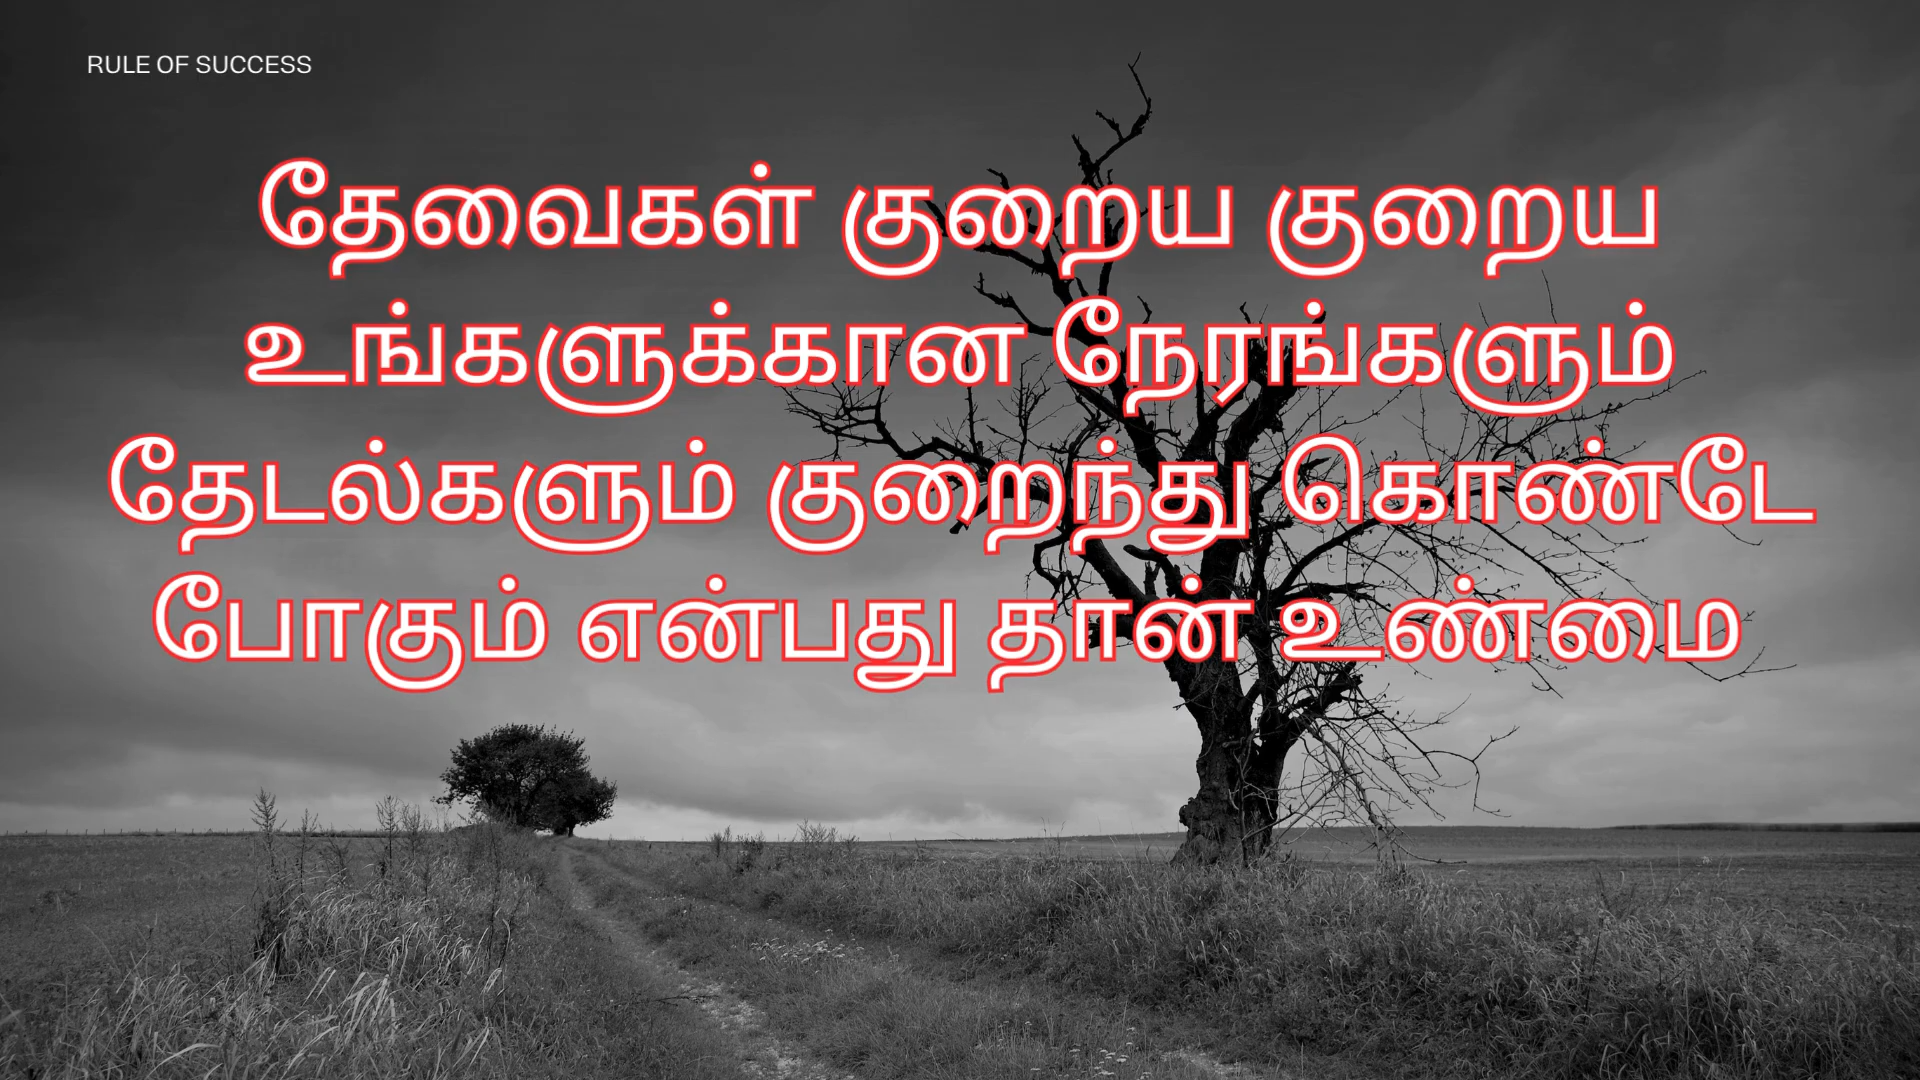 RULE OF SUCCESS
தேவைகள் குறைய குறைய
உங்களுக்கான நேரங்களும்
தேடல்களும் குறைந்து கொண்டே
போகும் என்பது தான் உண்மை